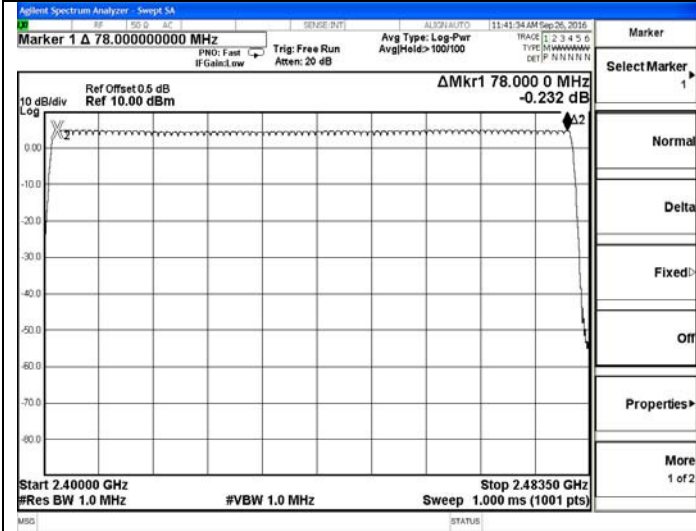 Agilent Spectrum Analyzer - Swept SA
RF 50 Ω AC SENSE:INT ALIGN AUTO 11:41:34 AM Sep 26, 2016
Marker 1 Δ 78.000000000 MHz
PNO: Fast
IFGain:Low
Trig: Free Run
Atten: 20 dB
Avg Type: Log-Pwr
Avg|Hold:> 100/100
TRACE 1 2 3 4 5 6
TYPE MWWWWW
DET P N N N N N
Ref Offset 0.5 dB
10 dB/div Ref 10.00 dBm
Log
ΔMkr1 78.000 0 MHz
-0.232 dB
X2
Δ2
0.00
-10.0
-20.0
-30.0
-40.0
-50.0
-60.0
-70.0
-80.0
Start 2.40000 GHz
Stop 2.48350 GHz
#Res BW 1.0 MHz
#VBW 1.0 MHz
Sweep 1.000 ms (1001 pts)
MSG
STATUS
Marker
Select Marker
1
Normal
Delta
Fixed
Off
Properties
More
1 of 2